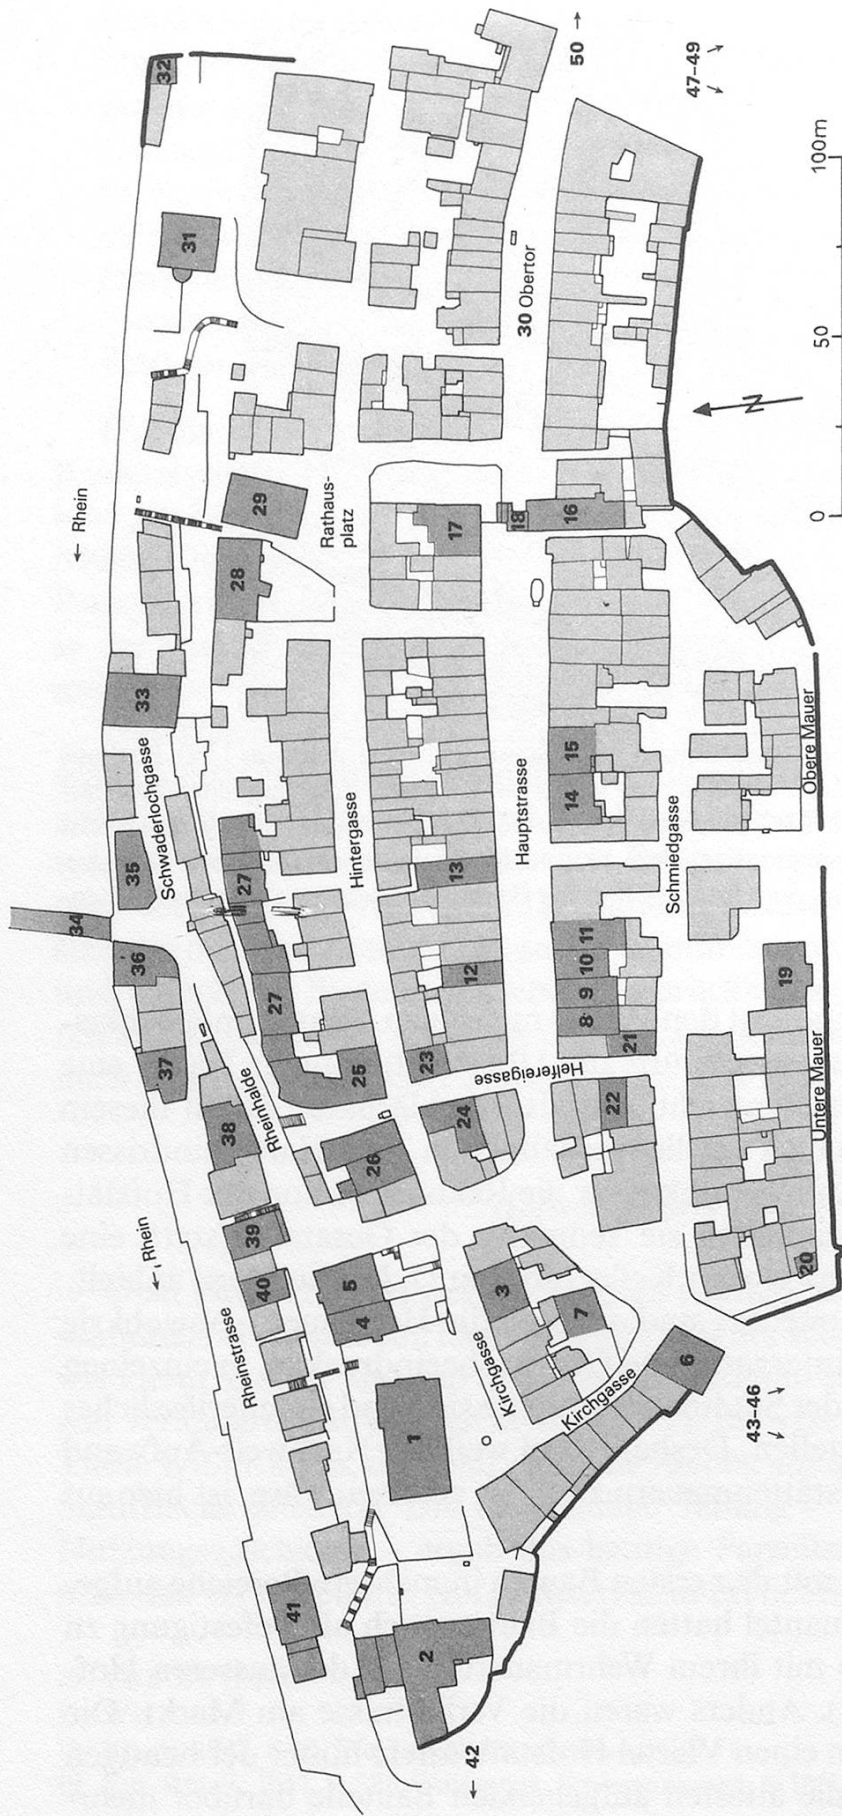 ← Rhein
32
31
50 →
47–49
30 Obertor
100m
50
0
N
29
28
Rathaus-
platz
17
18
16
33
Schwaderlochgasse
35
34
36
37
27
27
Hintergasse
13
12
Hauptstrasse
15
14
Schmiedgasse
Obere Mauer
11
10
9
8
21
19
Untere Mauer
23
25
Helfereigasse
24
22
Rheinhalde
38
26
39
40
Rheinstrasse
← Rhein
5
4
3
7
Kirchgasse
Kirchgasse
6
20
43–46
1
41
2
← 42